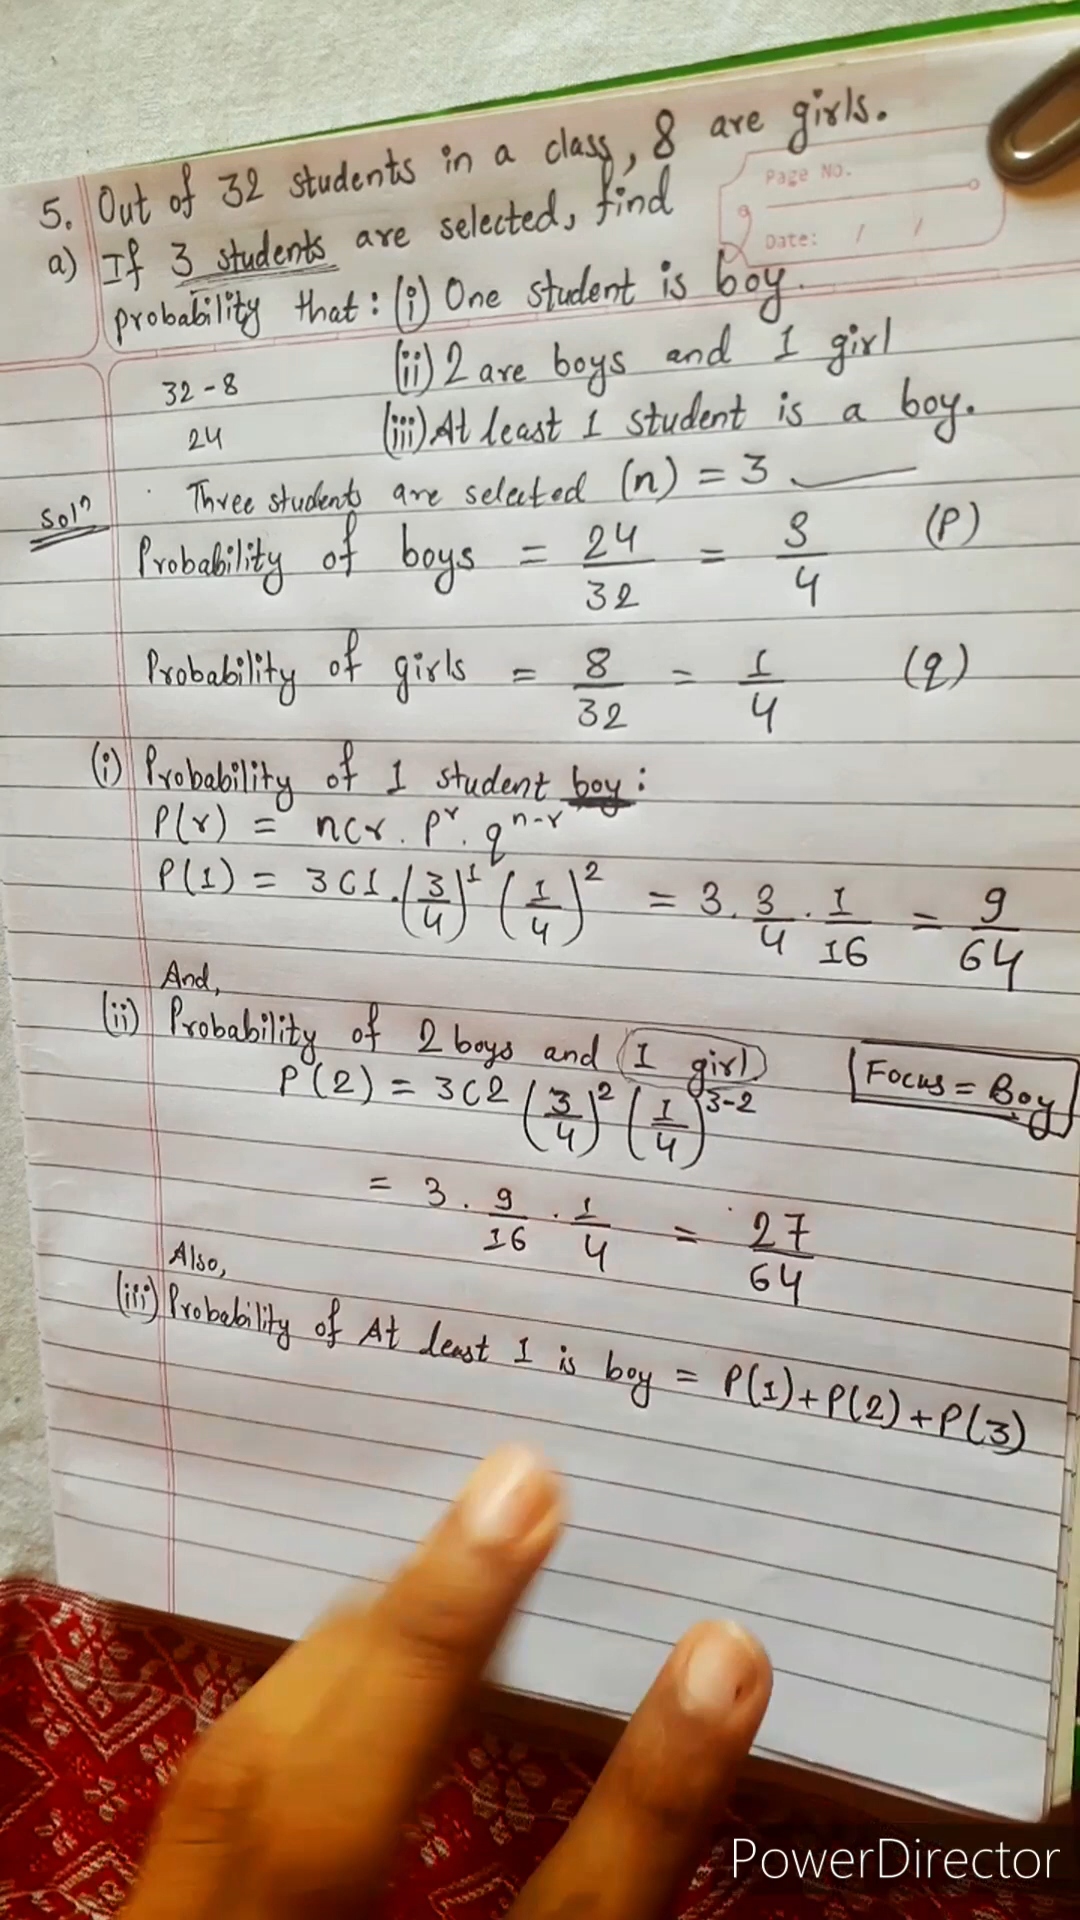 5. Out of 32 students in a class, 8 are girls.
Page No.
Date: / /
a) If 3 students are selected, find
probability that: (i) One student is boy.
32-8
(ii) 2 are boys and 1 girl
24
(iii) At least 1 student is a boy.
Solⁿ
Three students are selected (n) = 3
Probability of boys = 24/32 = 3/4 (P)
Probability of girls = 8/32 = 1/4 (q)
(i) Probability of 1 student boy:
P(r) = ncr. pʳ. qⁿ⁻ʳ
P(1) = 3C1.(3/4)¹ (1/4)² = 3. 3/4 . 1/16 = 9/64
And,
(ii) Probability of 2 boys and 1 girl
Focus = Boy
P(2) = 3C2 (3/4)² (1/4)³⁻²
= 3 . 9/16 . 1/4 = 27/64
Also,
(iii) Probability of At least 1 is boy = P(1)+P(2)+P(3)
PowerDirector